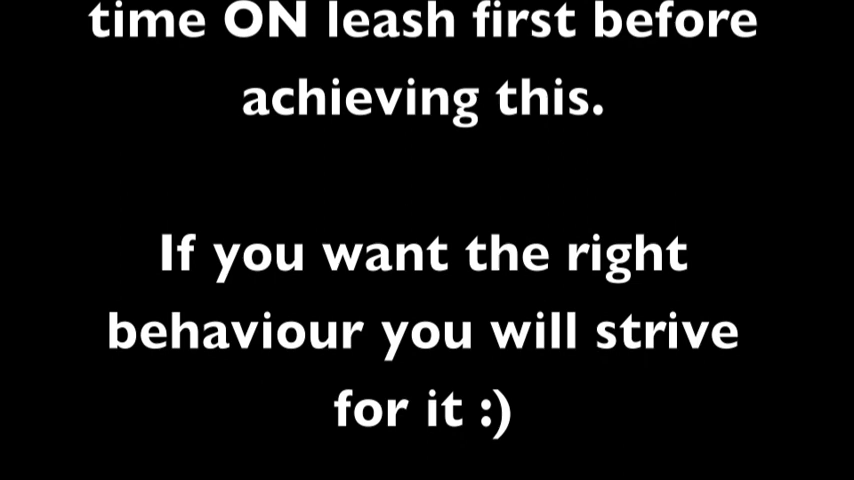 time ON leash first before
achieving this.
If you want the right
behaviour you will strive
for it :)